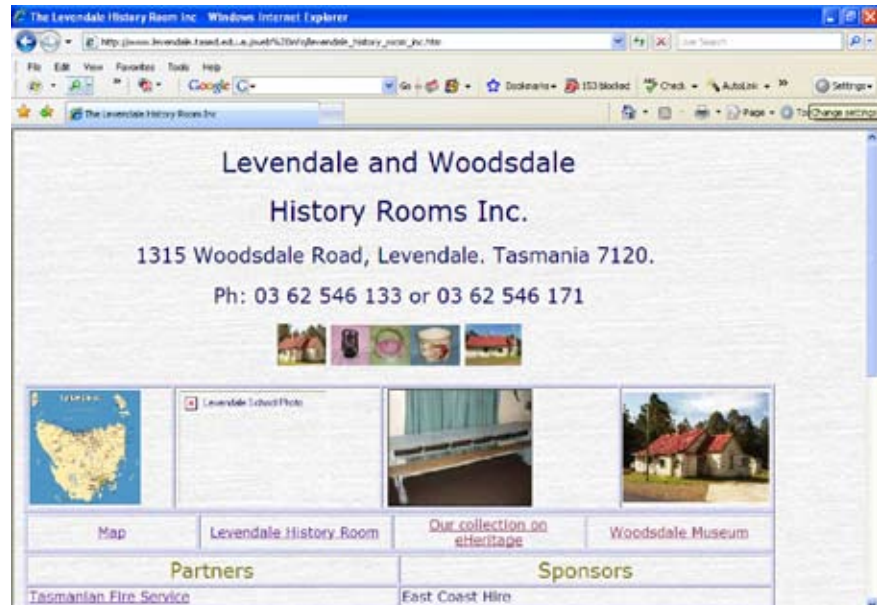 The Levendale History Room Inc Windows Internet Explorer
File Edit View Favorites Tools Help
Google Go Bookmarks 153 blocked Check AutoLink Settings
The Levendale History Room Inc Page Change settings
Levendale and Woodsdale
History Rooms Inc.
1315 Woodsdale Road, Levendale. Tasmania 7120.
Ph: 03 62 546 133 or 03 62 546 171
Levendale School Photo
Map Levendale History Room Our collection on eHeritage Woodsdale Museum
Partners Sponsors
Tasmanian Fire Service East Coast Hire